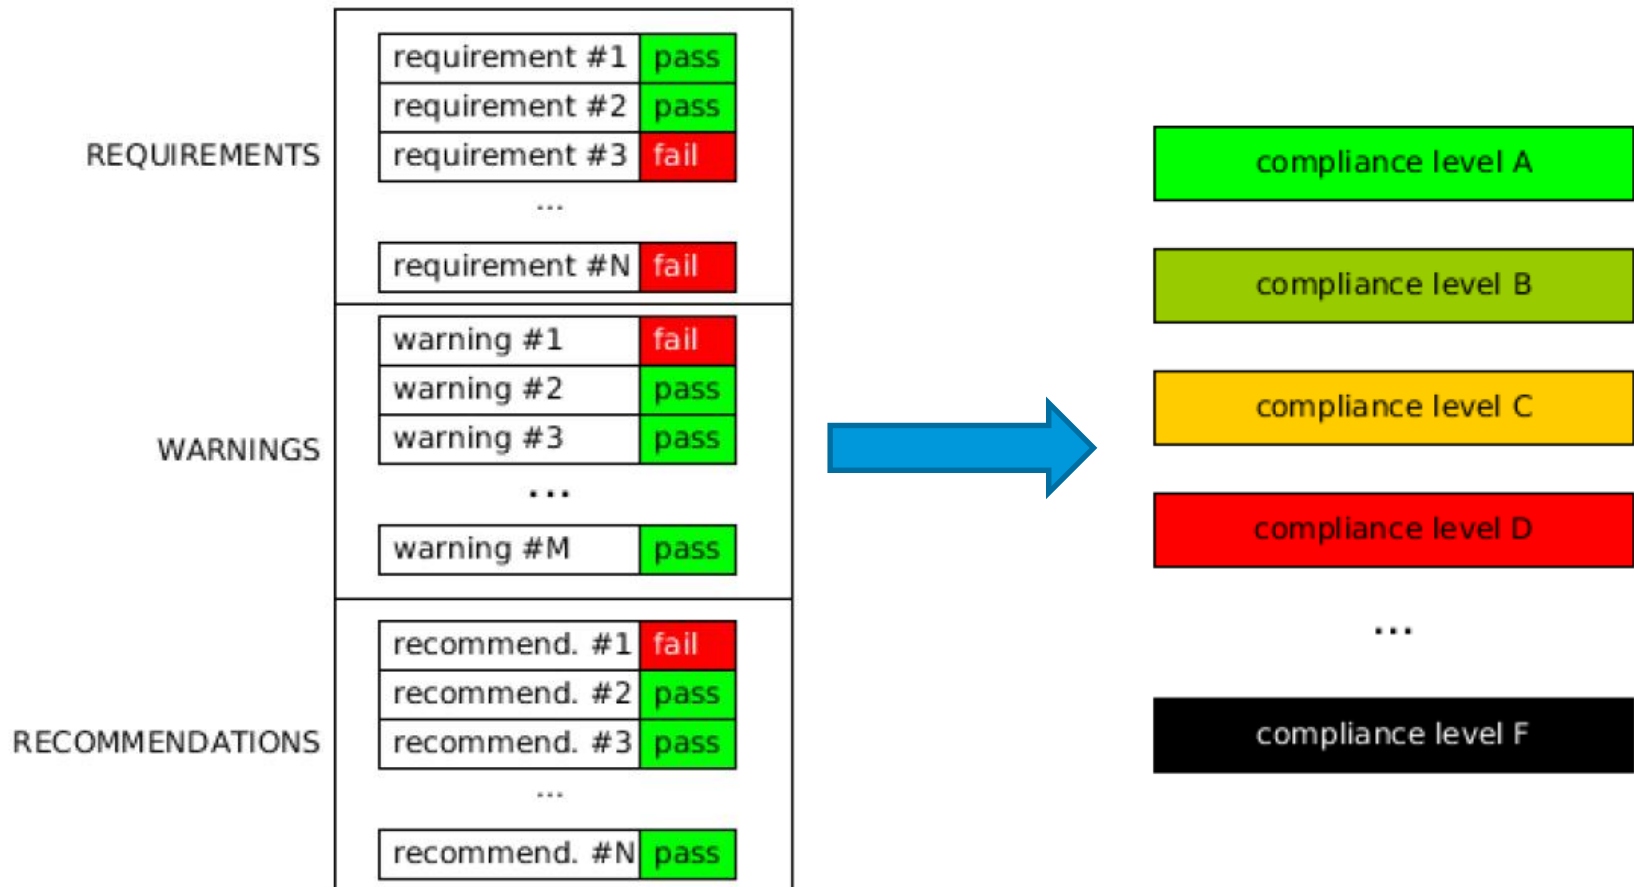 REQUIREMENTS
requirement #1 pass
requirement #2 pass
requirement #3 fail
...
requirement #N fail
WARNINGS
warning #1 fail
warning #2 pass
warning #3 pass
...
warning #M pass
RECOMMENDATIONS
recommend. #1 fail
recommend. #2 pass
recommend. #3 pass
...
recommend. #N pass
compliance level A
compliance level B
compliance level C
compliance level D
...
compliance level F